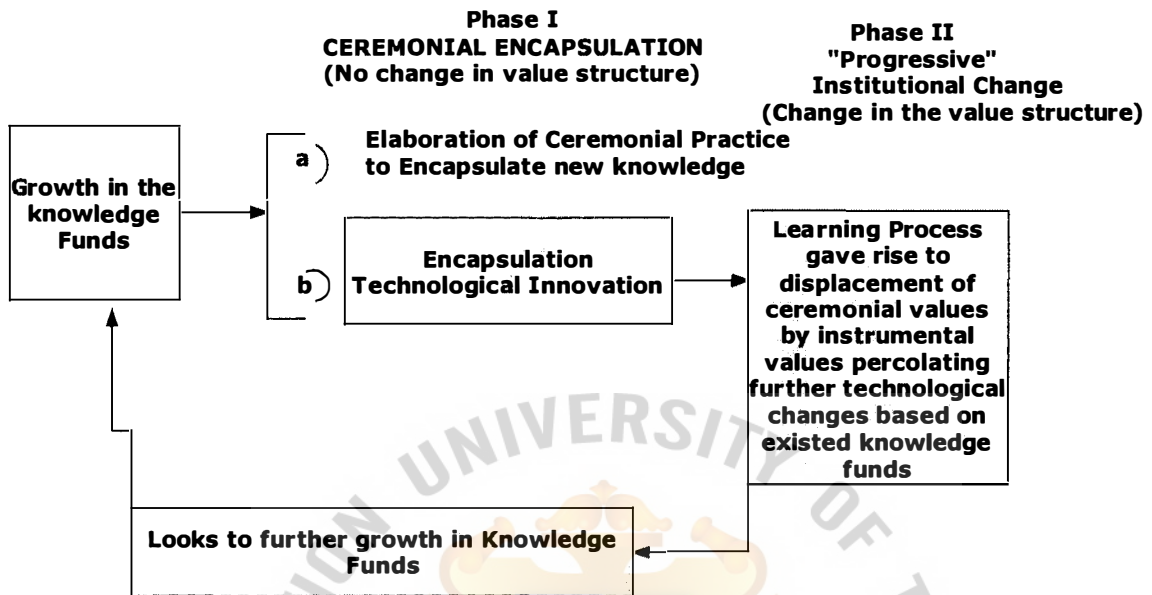 Phase I
CEREMONIAL ENCAPSULATION
(No change in value structure)
Phase II
"Progressive"
Institutional Change
(Change in the value structure)
Growth in the
knowledge
Funds
a)
Elaboration of Ceremonial Practice
to Encapsulate new knowledge
b)
Encapsulation
Technological Innovation
Learning Process
gave rise to
displacement of
ceremonial values
by instrumental
values percolating
further technological
changes based on
existed knowledge
funds
Looks to further growth in Knowledge
Funds
UNIVERSITY OF